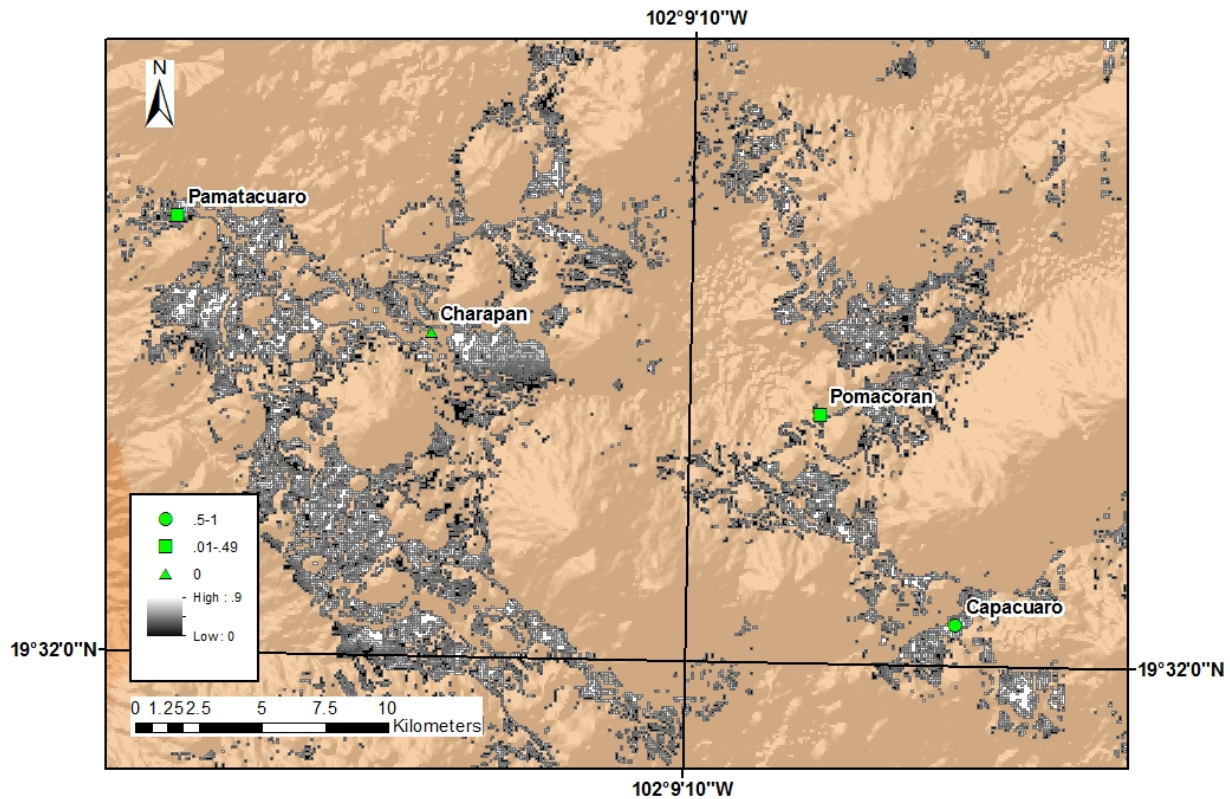 102°9'10"W
N
Pamatacuaro
Charapan
Pomacoran
.5-1
.01-.49
0
High : .9
Low: 0
Capacuaro
19°32'0"N
19°32'0"N
0 1.25 2.5 5 7.5 10
Kilometers
102°9'10"W